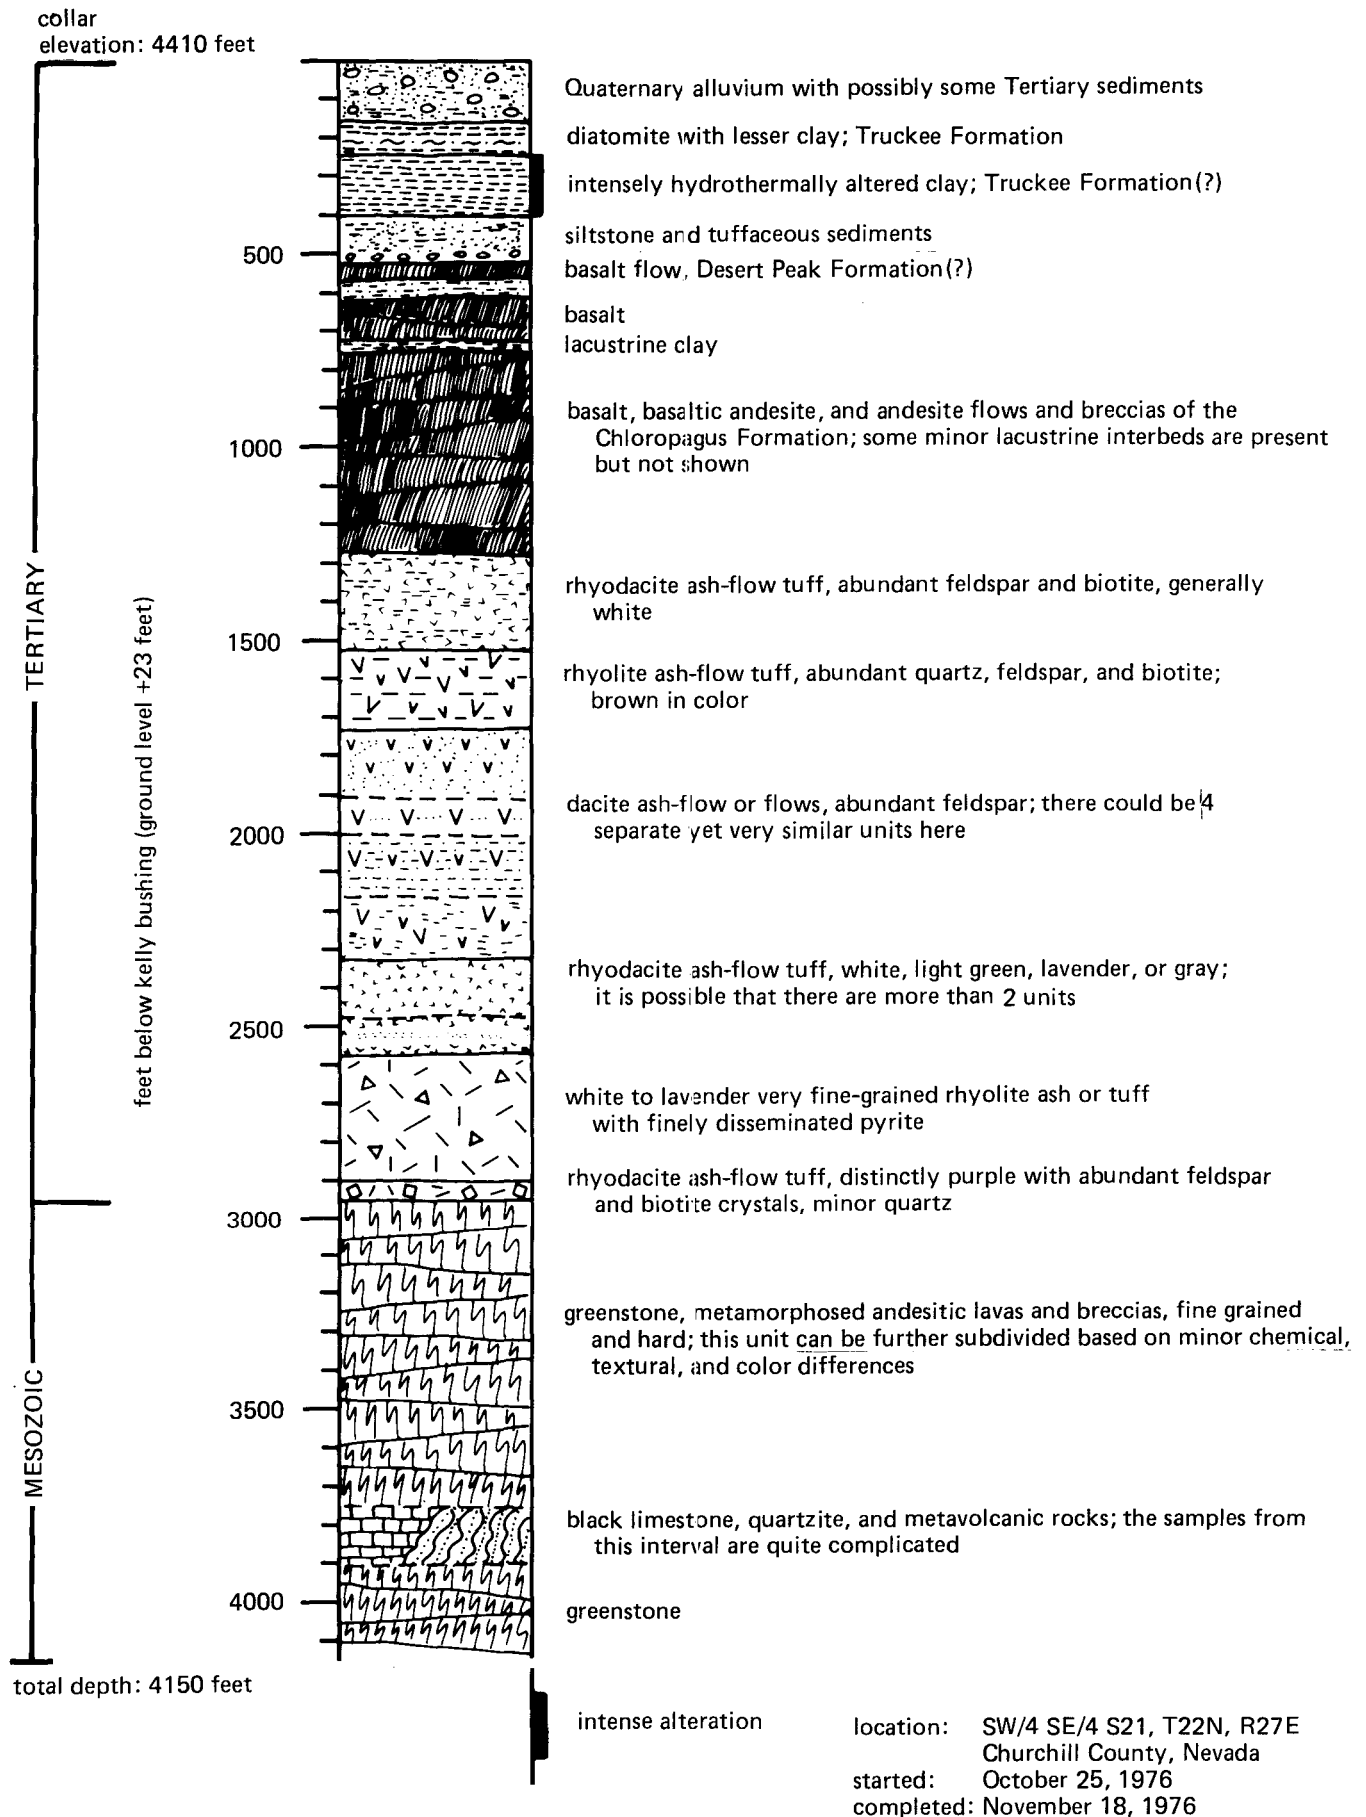 collar
elevation: 4410 feet
Quaternary alluvium with possibly some Tertiary sediments
diatomite with lesser clay; Truckee Formation
intensely hydrothermally altered clay; Truckee Formation(?)
siltstone and tuffaceous sediments
500
basalt flow, Desert Peak Formation(?)
basalt
lacustrine clay
basalt, basaltic andesite, and andesite flows and breccias of the
Chloropagus Formation; some minor lacustrine interbeds are present
but not shown
1000
rhyodacite ash-flow tuff, abundant feldspar and biotite, generally
white
1500
rhyolite ash-flow tuff, abundant quartz, feldspar, and biotite;
brown in color
TERTIARY
feet below kelly bushing (ground level +23 feet)
dacite ash-flow or flows, abundant feldspar; there could be 4
separate yet very similar units here
2000
rhyodacite ash-flow tuff, white, light green, lavender, or gray;
it is possible that there are more than 2 units
2500
white to lavender very fine-grained rhyolite ash or tuff
with finely disseminated pyrite
rhyodacite ash-flow tuff, distinctly purple with abundant feldspar
and biotite crystals, minor quartz
3000
greenstone, metamorphosed andesitic lavas and breccias, fine grained
and hard; this unit can be further subdivided based on minor chemical,
textural, and color differences
3500
MESOZOIC
black limestone, quartzite, and metavolcanic rocks; the samples from
this interval are quite complicated
4000
greenstone
total depth: 4150 feet
intense alteration
location: SW/4 SE/4 S21, T22N, R27E
Churchill County, Nevada
started: October 25, 1976
completed: November 18, 1976